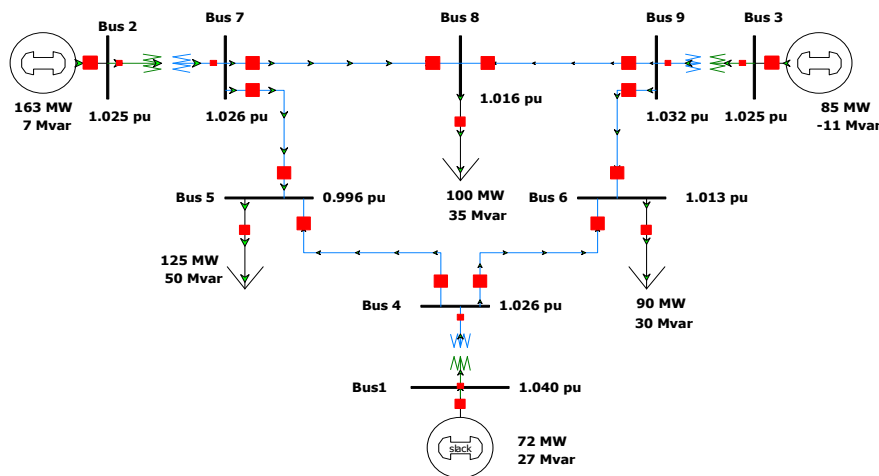 Bus 2
Bus 7
Bus 8
Bus 9
Bus 3
163 MW
7 Mvar
1.025 pu
1.026 pu
1.016 pu
1.032 pu
1.025 pu
85 MW
-11 Mvar
100 MW
35 Mvar
Bus 5
0.996 pu
Bus 6
1.013 pu
125 MW
50 Mvar
90 MW
30 Mvar
Bus 4
1.026 pu
Bus1
1.040 pu
slack
72 MW
27 Mvar